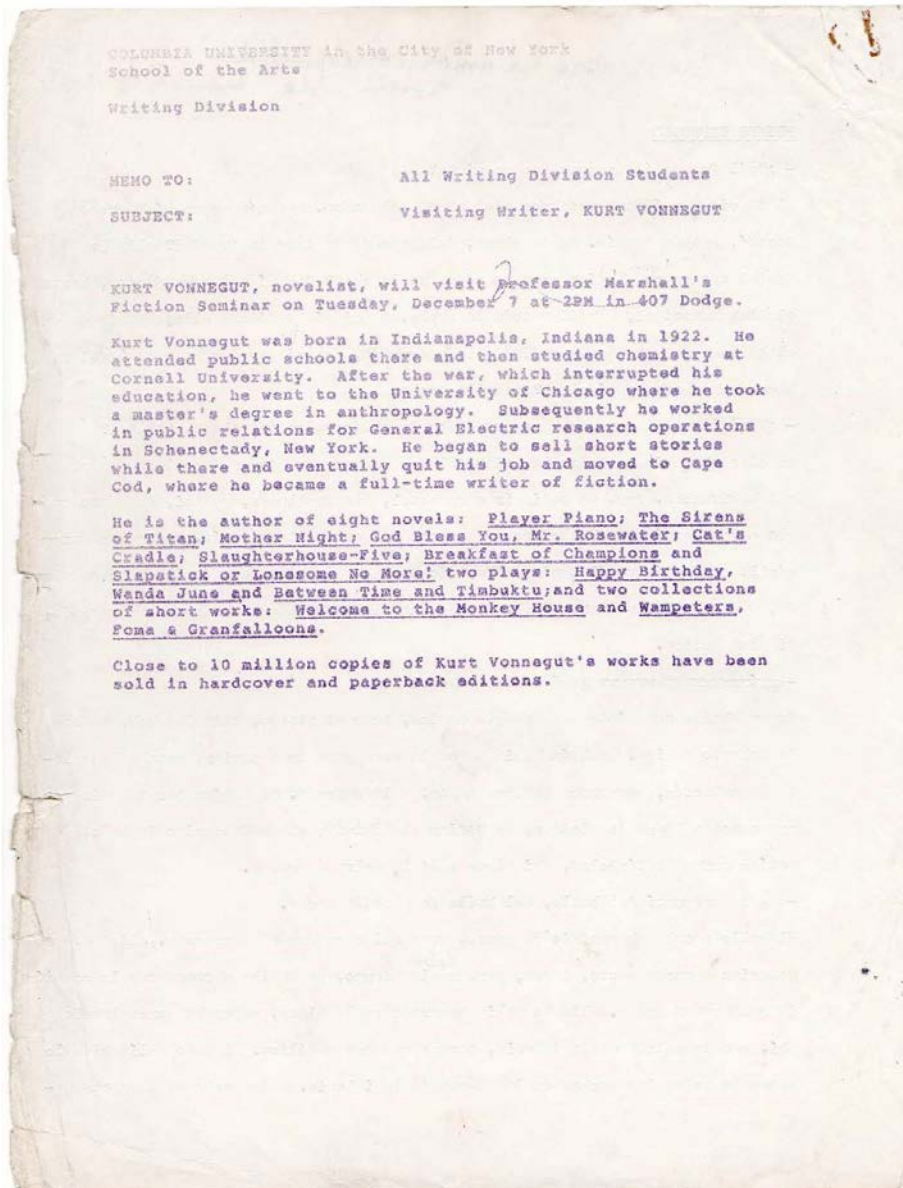 COLUMBIA UNIVERSITY in the City of New York
School of the Arts
Writing Division
MEMO TO: All Writing Division Students
SUBJECT: Visiting Writer, KURT VONNEGUT
KURT VONNEGUT, novelist, will visit Professor Marshall's
Fiction Seminar on Tuesday, December 7 at 2PM in 407 Dodge.
Kurt Vonnegut was born in Indianapolis, Indiana in 1922. He
attended public schools there and then studied chemistry at
Cornell University. After the war, which interrupted his
education, he went to the University of Chicago where he took
a master's degree in anthropology. Subsequently he worked
in public relations for General Electric research operations
in Schenectady, New York. He began to sell short stories
while there and eventually quit his job and moved to Cape
Cod, where he became a full-time writer of fiction.
He is the author of eight novels: Player Piano; The Sirens
of Titan; Mother Night; God Bless You, Mr. Rosewater; Cat's
Cradle; Slaughterhouse-Five; Breakfast of Champions and
Slapstick or Lonesome No More! two plays: Happy Birthday,
Wanda June and Between Time and Timbuktu;and two collections
of short works: Welcome to the Monkey House and Wampeters,
Foma & Granfalloons.
Close to 10 million copies of Kurt Vonnegut's works have been
sold in hardcover and paperback editions.